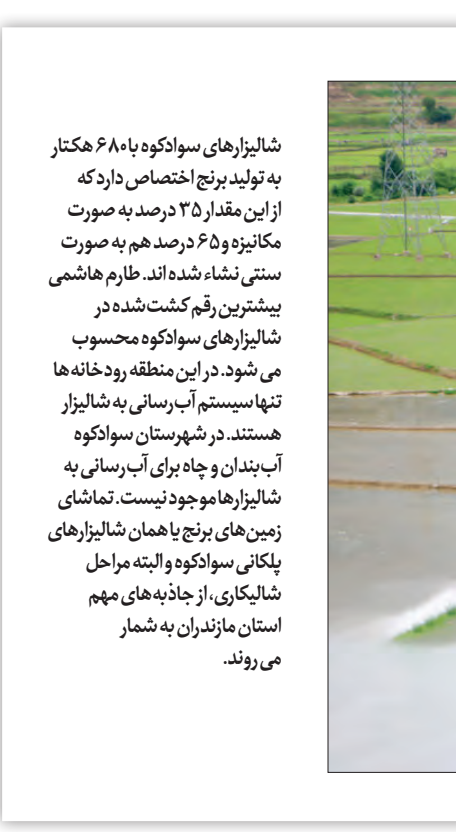 شالیزارهای سوادکوه با ۶۸۰ هکتار
به تولید برنج اختصاص دارد که
از این مقدار ۳۵ درصد به صورت
مکانیزه و ۶۵ درصد هم به صورت
سنتی نشاء شده اند. طارم هاشمی
بیشترین رقم کشت‌شده در
شالیزارهای سوادکوه محسوب
می شود. در این منطقه رودخانه‌ها
تنها سیستم آب‌رسانی به شالیزار
هستند. در شهرستان سوادکوه
آب‌بندان و چاه برای آب‌رسانی به
شالیزارها موجود نیست. تماشای
زمین‌های برنج یا همان شالیزارهای
پلکانی سوادکوه و البته مراحل
شالیکاری، از جاذبه‌های مهم
استان مازندران به شمار
می روند.